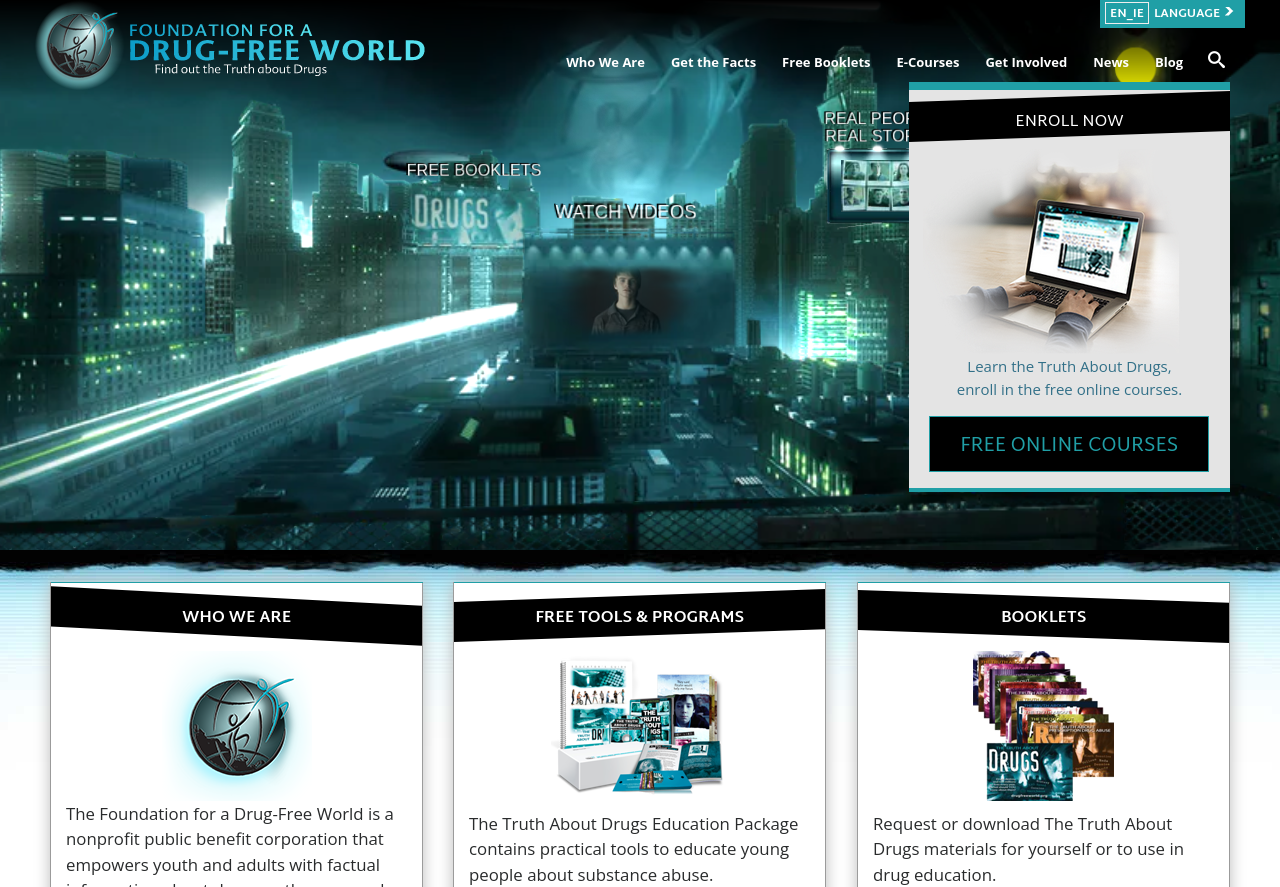 EN_IE LANGUAGE
FOUNDATION FOR A
DRUG-FREE WORLD
Find out the Truth about Drugs
Who We Are Get the Facts Free Booklets E-Courses Get Involved News Blog
REAL
REAL
FREE BOOKLETS
DRUGS
WATCH VIDEOS
ENROLL NOW
Learn the Truth About Drugs,
enroll in the free online courses.
FREE ONLINE COURSES
WHO WE ARE
The Foundation for a Drug-Free World is a
nonprofit public benefit corporation that
empowers youth and adults with factual
FREE TOOLS & PROGRAMS
The Truth About Drugs Education Package
contains practical tools to educate young
people about substance abuse.
BOOKLETS
DRUGS
Request or download The Truth About
Drugs materials for yourself or to use in
drug education.